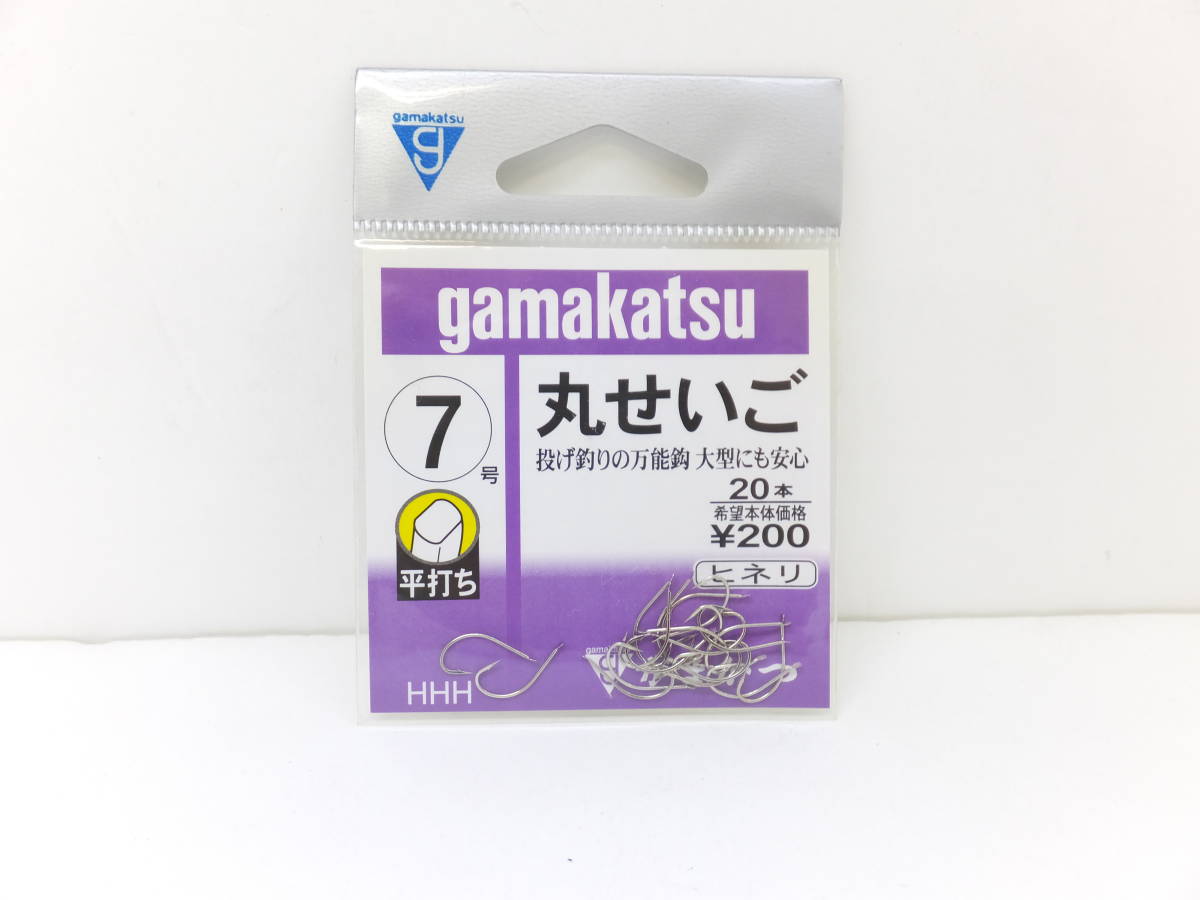 gamakatsu
g
gamakatsu
7
号
平打ち
丸せいご
投げ釣りの万能鈎 大型にも安心
20本
希望本体価格
¥200
ヒネリ
gamakatsu
HHH